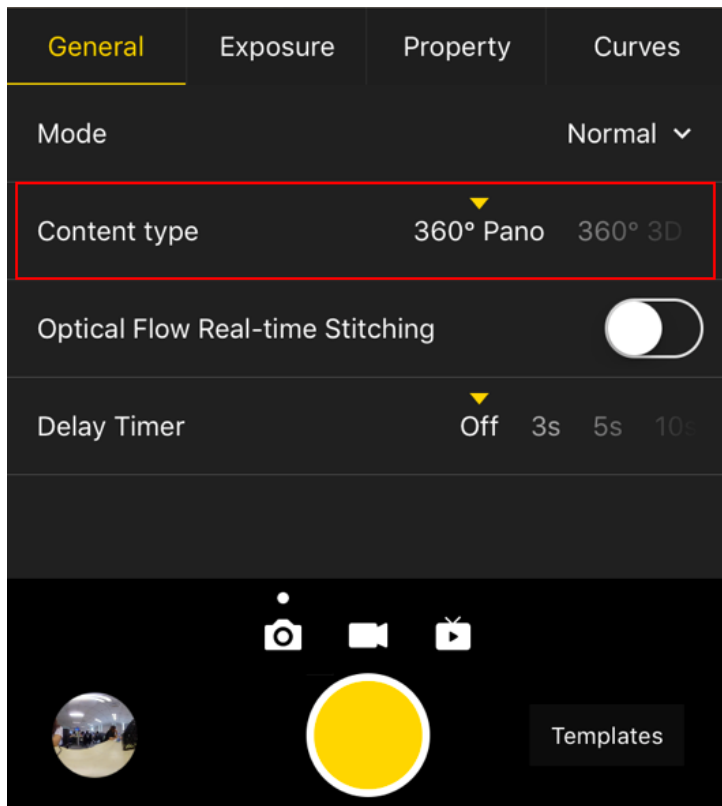 General Exposure Property Curves
Mode Normal
Content type 360° Pano 360° 3D
Optical Flow Real-time Stitching
Delay Timer Off 3s 5s 10s
Templates